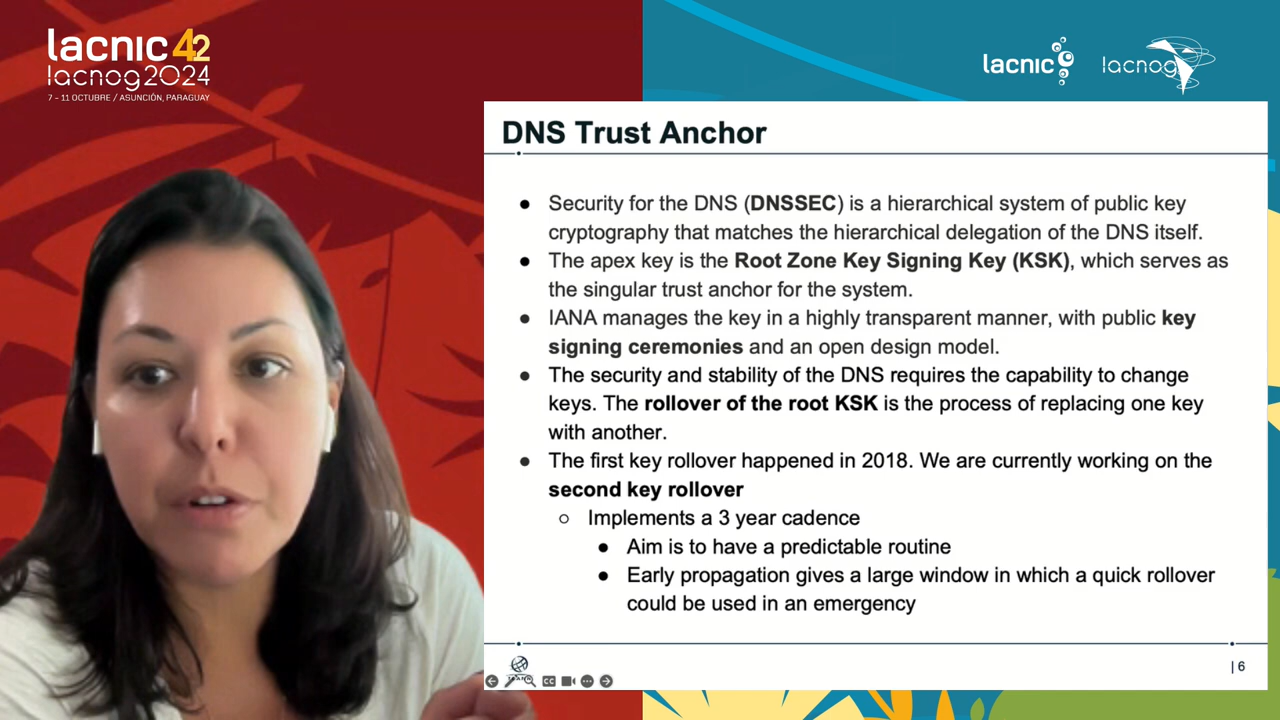 lacnic 42
lacnog2024
7 - 11 OCTUBRE / ASUNCIÓN, PARAGUAY
lacnic
lacnog
DNS Trust Anchor
● Security for the DNS (DNSSEC) is a hierarchical system of public key
cryptography that matches the hierarchical delegation of the DNS itself.
● The apex key is the Root Zone Key Signing Key (KSK), which serves as
the singular trust anchor for the system.
● IANA manages the key in a highly transparent manner, with public key
signing ceremonies and an open design model.
● The security and stability of the DNS requires the capability to change
keys. The rollover of the root KSK is the process of replacing one key
with another.
● The first key rollover happened in 2018. We are currently working on the
second key rollover
○ Implements a 3 year cadence
● Aim is to have a predictable routine
● Early propagation gives a large window in which a quick rollover
could be used in an emergency
CC
| 6